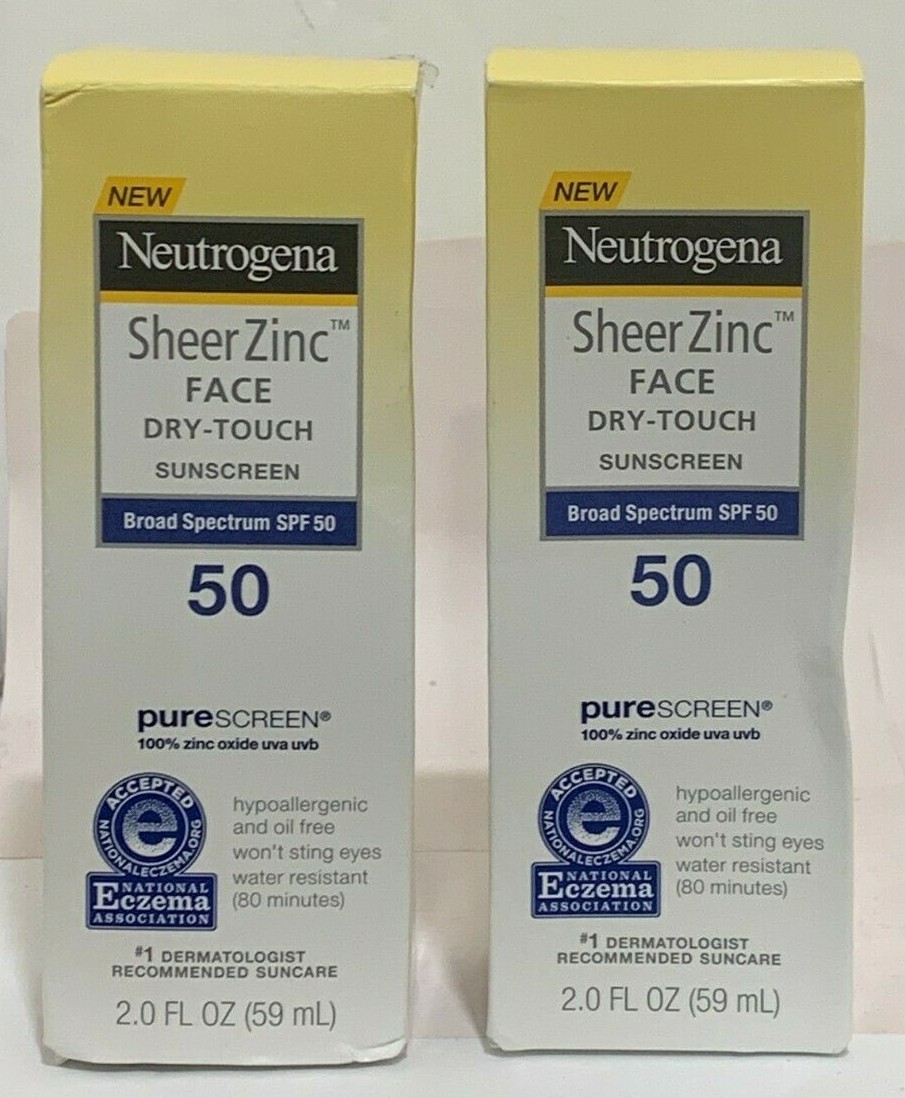 NEW
Neutrogena
SheerZinc™
FACE
DRY-TOUCH
SUNSCREEN
Broad Spectrum SPF 50
50
pureSCREEN®
100% zinc oxide uva uvb
ACCEPTED
e
NATIONALECZEMA.ORG
NATIONAL
Eczema
ASSOCIATION
hypoallergenic
and oil free
won't sting eyes
water resistant
(80 minutes)
#1 DERMATOLOGIST
RECOMMENDED SUNCARE
2.0 FL OZ (59 mL)
NEW
Neutrogena
SheerZinc™
FACE
DRY-TOUCH
SUNSCREEN
Broad Spectrum SPF 50
50
pureSCREEN®
100% zinc oxide uva uvb
ACCEPTED
e
NATIONALECZEMA.ORG
NATIONAL
Eczema
ASSOCIATION
hypoallergenic
and oil free
won't sting eyes
water resistant
(80 minutes)
#1 DERMATOLOGIST
RECOMMENDED SUNCARE
2.0 FL OZ (59 mL)